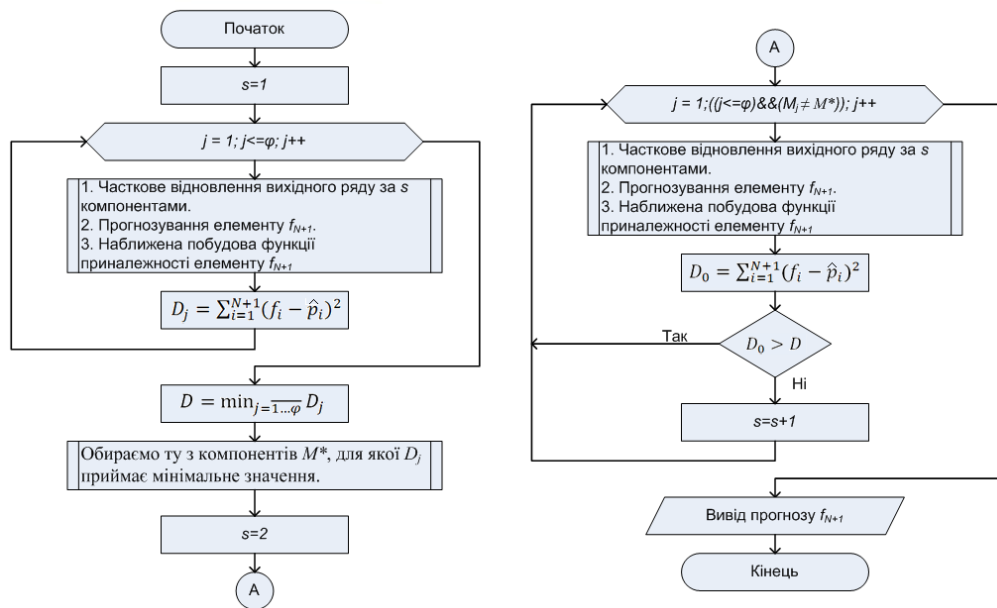 Початок
s=1
j = 1; j<=φ; j++
1. Часткове відновлення вихідного ряду за s
компонентами.
2. Прогнозування елементу f_{N+1}.
3. Наближена побудова функції
приналежності елементу f_{N+1}
D_j = ∑_{i=1}^{N+1}(f_i − p̂_i)²
D = min_{j=\overline{1…φ}} D_j
Обираємо ту з компонентів M*, для якої D_j
приймає мінімальне значення.
s=2
A
A
j = 1;((j<=φ)&&(M_j ≠ M*)); j++
1. Часткове відновлення вихідного ряду за s
компонентами.
2. Прогнозування елементу f_{N+1}.
3. Наближена побудова функції
приналежності елементу f_{N+1}
D_0 = ∑_{i=1}^{N+1}(f_i − p̂_i)²
Так
D_0 > D
Ні
s=s+1
Вивід прогнозу f_{N+1}
Кінець